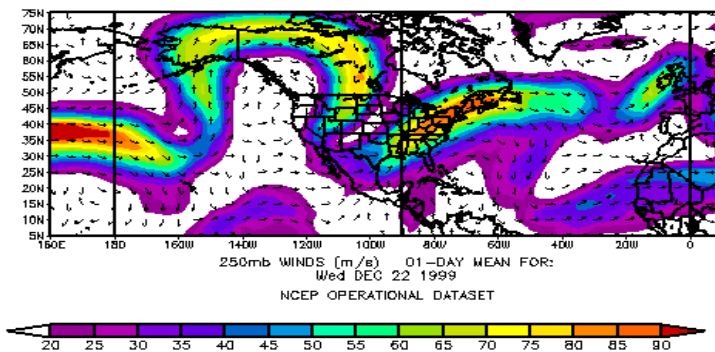 75N
70N
65N
60N
55N
50N
45N
40N
35N
30N
25N
20N
15N
10N
5N
160E 180 160W 140W 120W 100W 80W 60W 40W 20W 0
250mb WINDS (m/s) 01-DAY MEAN FOR:
Wed DEC 22 1999
NCEP OPERATIONAL DATASET
20 25 30 35 40 45 50 55 60 65 70 75 80 85 90